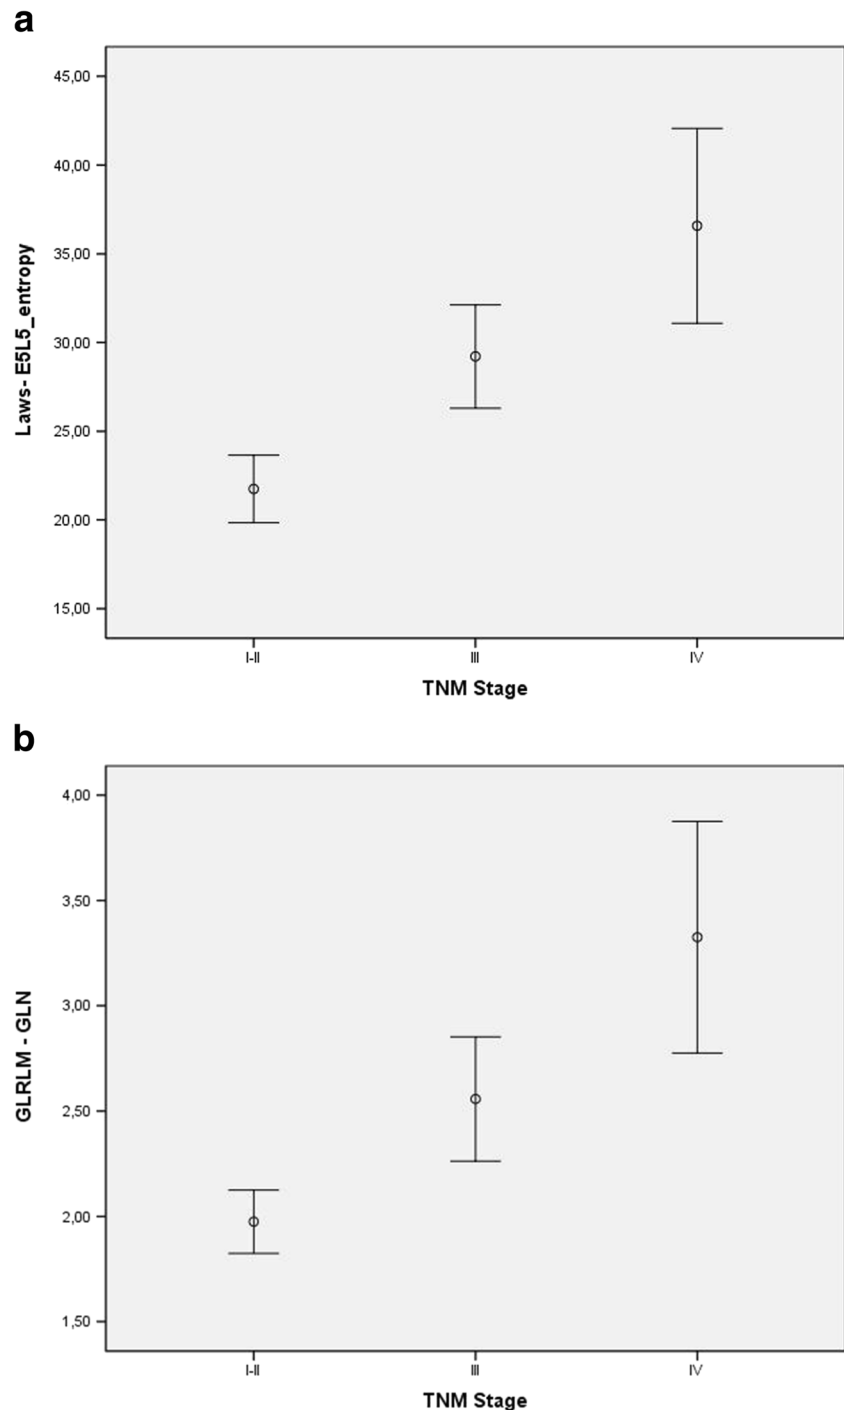 a
45,00
40,00
35,00
30,00
25,00
20,00
15,00
Laws- E5L5_entropy
I-II
III
IV
TNM Stage
b
4,00
3,50
3,00
2,50
2,00
1,50
GLRLM - GLN
I-II
III
IV
TNM Stage